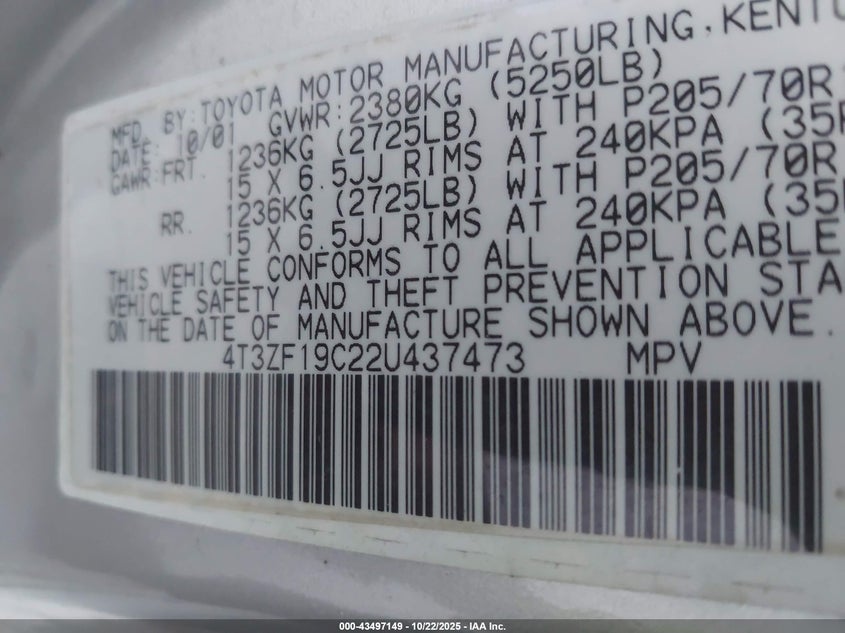 MFD. BY:TOYOTA MOTOR MANUFACTURING,KENTU
DATE: 10/01 GVWR:2380KG (5250LB)
GAWR:FRT. 1236KG (2725LB) WITH P205/70R
15 X 6.5JJ RIMS AT 240KPA (35P
RR. 1236KG (2725LB) WITH P205/70R
15 X 6.5JJ RIMS AT 240KPA (35
THIS VEHICLE CONFORMS TO ALL APPLICABLE
VEHICLE SAFETY AND THEFT PREVENTION STA
ON THE DATE OF MANUFACTURE SHOWN ABOVE.
4T3ZF19C22U437473 MPV
000-43497149 - 10/22/2025 - IAA Inc.